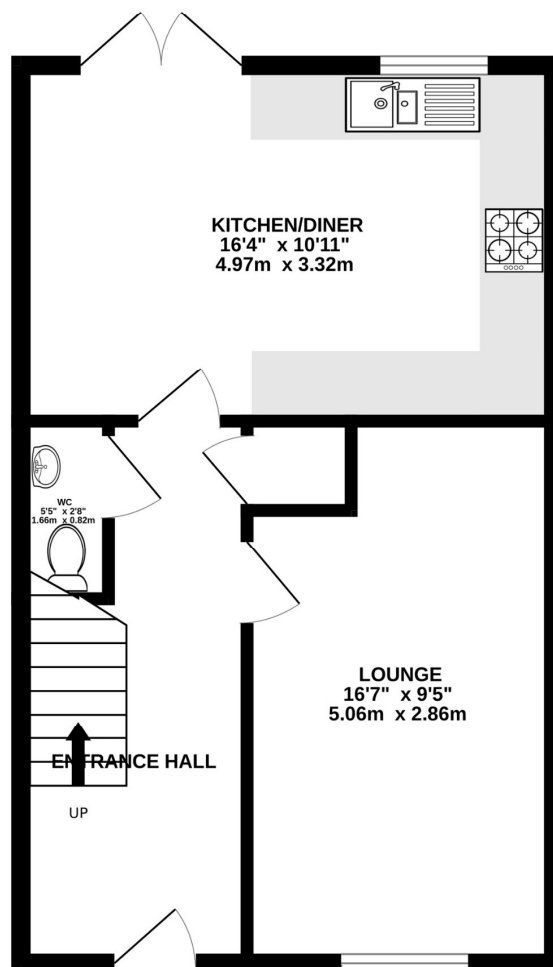 KITCHEN/DINER
16'4" x 10'11"
4.97m x 3.32m
WC
5'5" x 2'8"
1.66m x 0.82m
LOUNGE
16'7" x 9'5"
5.06m x 2.86m
ENTRANCE HALL
UP